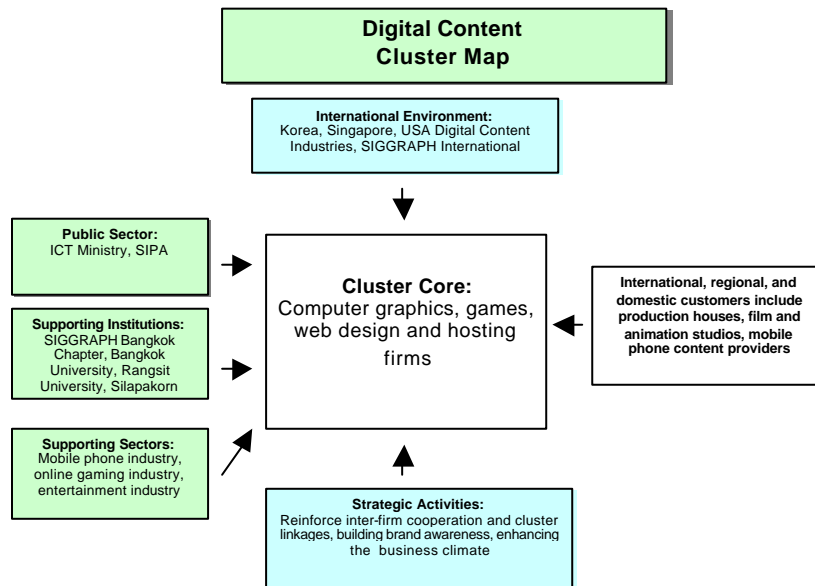 Digital Content
Cluster Map
International Environment:
Korea, Singapore, USA Digital Content
Industries, SIGGRAPH International
Public Sector:
ICT Ministry, SIPA
Supporting Institutions:
SIGGRAPH Bangkok
Chapter, Bangkok
University, Rangsit
University, Silapakorn
Supporting Sectors:
Mobile phone industry,
online gaming industry,
entertainment industry
Cluster Core:
Computer graphics, games,
web design and hosting
firms
International, regional, and
domestic customers include
production houses, film and
animation studios, mobile
phone content providers
Strategic Activities:
Reinforce inter-firm cooperation and cluster
linkages, building brand awareness, enhancing
the business climate